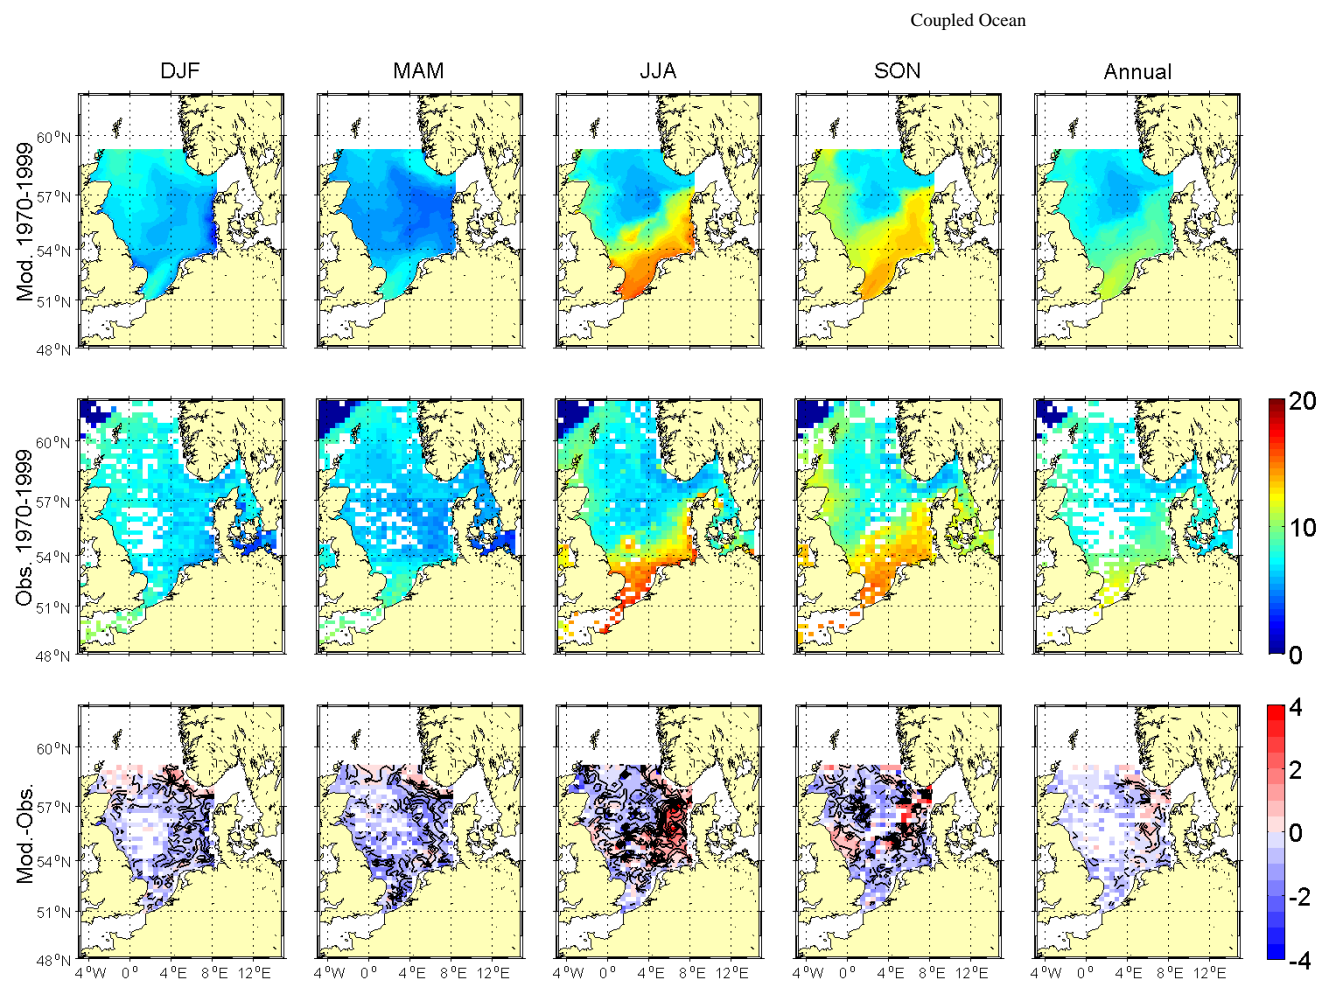 Coupled Ocean
DJF MAM JJA SON Annual
Mod. 1970-1999
60°N
57°N
54°N
51°N
48°N
Obs. 1970-1999
60°N
57°N
54°N
51°N
48°N
20
10
0
Mod.-Obs.
60°N
57°N
54°N
51°N
48°N
4
2
0
-2
-4
4°W 0° 4°E 8°E 12°E 4°W 0° 4°E 8°E 12°E 4°W 0° 4°E 8°E 12°E 4°W 0° 4°E 8°E 12°E 4°W 0° 4°E 8°E 12°E